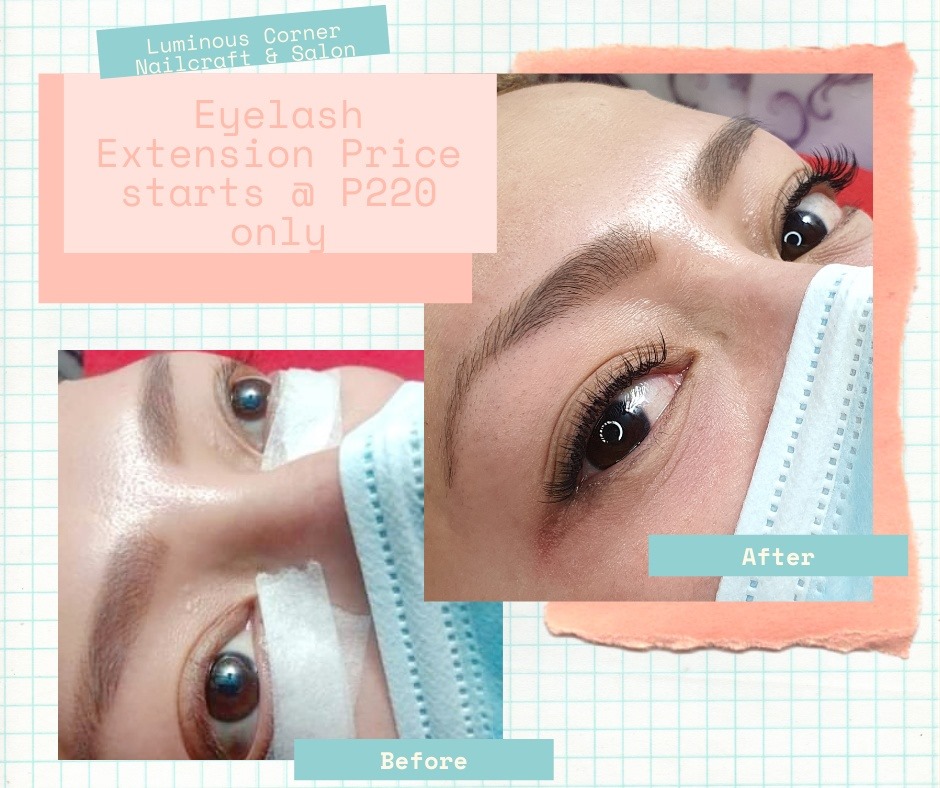 Luminous Corner
Nailcraft & Salon
Eyelash
Extension Price
starts @ P220
only
After
Before